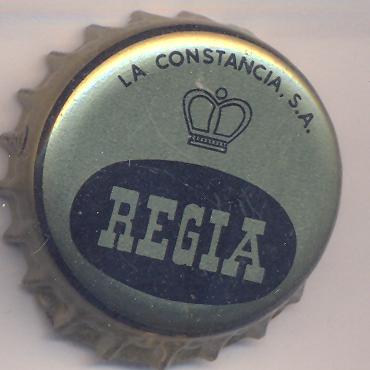 LA CONSTANCIA, S.A.
REGIA